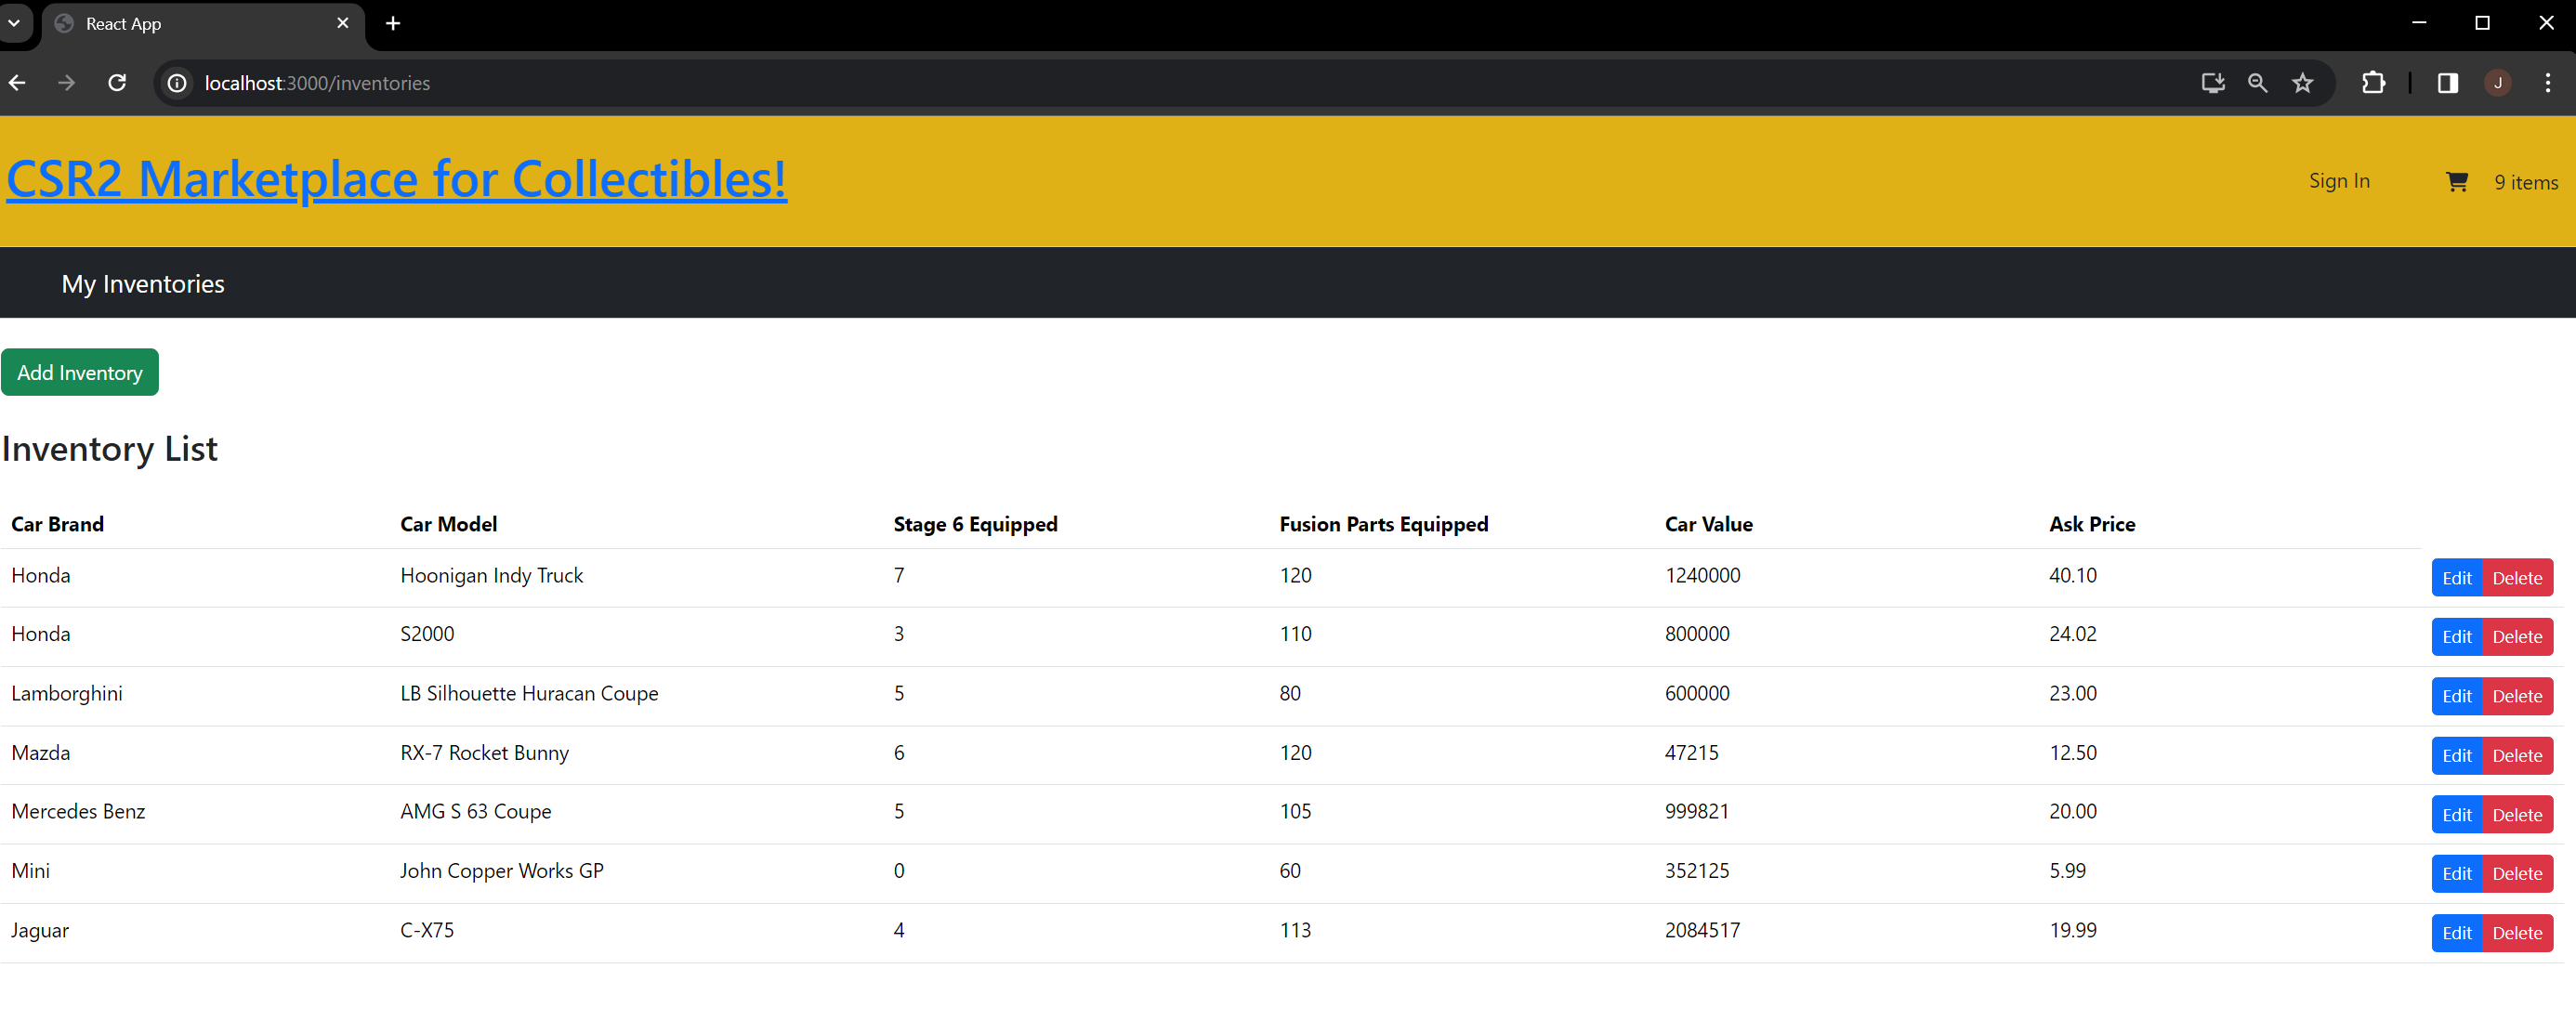 React App
localhost:3000/inventories
J
CSR2 Marketplace for Collectibles!
Sign In
9 items
My Inventories
Add Inventory
Inventory List
Car Brand Car Model Stage 6 Equipped Fusion Parts Equipped Car Value Ask Price
Honda Hoonigan Indy Truck 7 120 1240000 40.10 Edit Delete
Honda S2000 3 110 800000 24.02 Edit Delete
Lamborghini LB Silhouette Huracan Coupe 5 80 600000 23.00 Edit Delete
Mazda RX-7 Rocket Bunny 6 120 47215 12.50 Edit Delete
Mercedes Benz AMG S 63 Coupe 5 105 999821 20.00 Edit Delete
Mini John Copper Works GP 0 60 352125 5.99 Edit Delete
Jaguar C-X75 4 113 2084517 19.99 Edit Delete